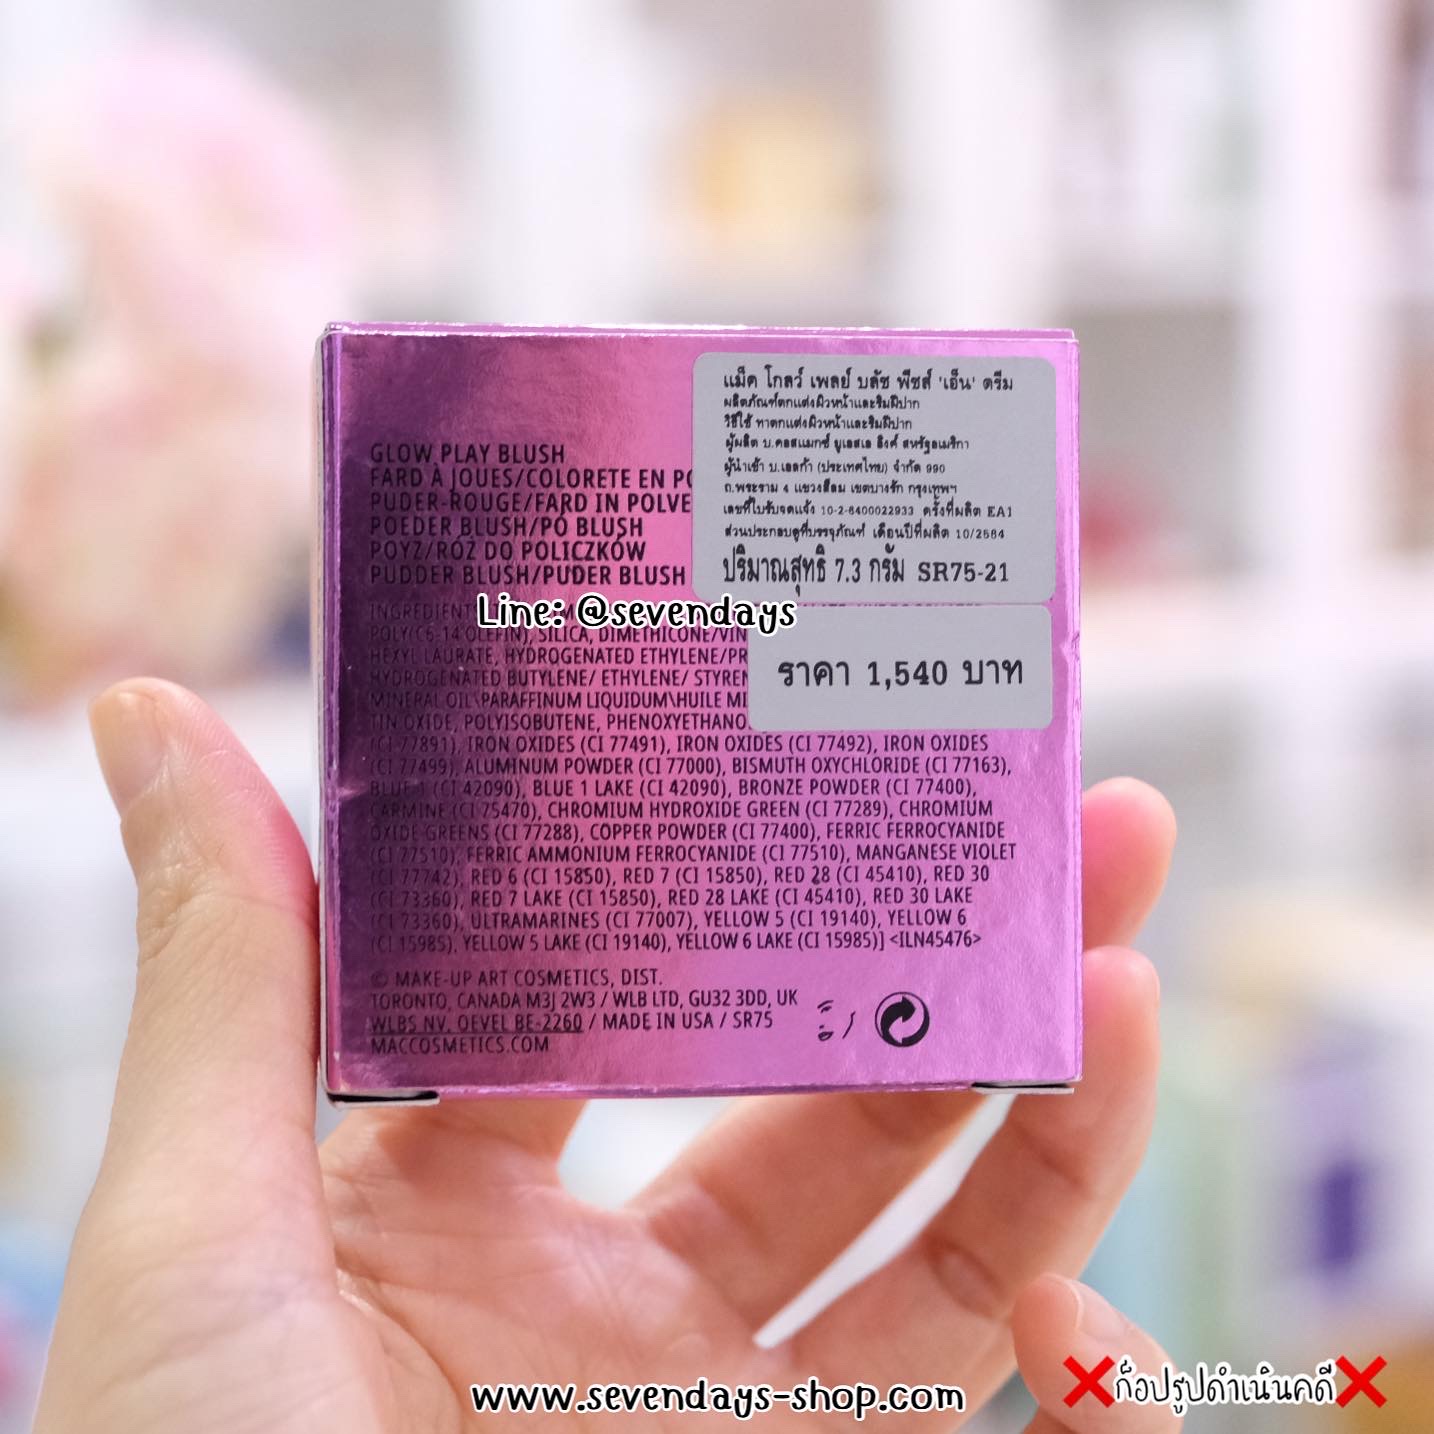 แม็ค โกลว์ เพลย์ บลัช พีชส์ 'เอ็น' ดรีม
ผลิตภัณฑ์ตกแต่งผิวหน้าและริมฝีปาก
วิธีใช้ ทาตกแต่งผิวหน้าและริมฝีปาก
ผู้ผลิต บ.คอสแมกซ์ ยูเอสเอ อิงค์ สหรัฐอเมริกา
ผู้นำเข้า บ.เอลก้า (ประเทศไทย) จำกัด 990
ถ.พระราม 4 แขวงสีลม เขตบางรัก กรุงเทพฯ
เลขที่ใบรับจดแจ้ง 10-2-6400022933 ครั้งที่ผลิต EA1
ส่วนประกอบดูที่บรรจุภัณฑ์ เดือนปีที่ผลิต 10/2564
ปริมาณสุทธิ 7.3 กรัม SR75-21
ราคา 1,540 บาท
GLOW PLAY BLUSH
FARD À JOUES/COLORETE EN PO
PUDER-ROUGE/FARD IN POLVE
POEDER BLUSH/PÓ BLUSH
POYZ/RÓŻ DO POLICZKÓW
PUDDER BLUSH/PUDER BLUSH
Line: @sevendays
INGREDIENTS
POLY(C6-14 OLEFIN), SILICA, DIMETHICONE/VIN
HEXYL LAURATE, HYDROGENATED ETHYLENE/PR
HYDROGENATED BUTYLENE/ ETHYLENE/ STYREN
MINERAL OIL\PARAFFINUM LIQUIDUM\HUILE MI
TIN OXIDE, POLYISOBUTENE, PHENOXYETHANO
(CI 77891), IRON OXIDES (CI 77491), IRON OXIDES (CI 77492), IRON OXIDES
(CI 77499), ALUMINUM POWDER (CI 77000), BISMUTH OXYCHLORIDE (CI 77163),
BLUE 1 (CI 42090), BLUE 1 LAKE (CI 42090), BRONZE POWDER (CI 77400),
CARMINE (CI 75470), CHROMIUM HYDROXIDE GREEN (CI 77289), CHROMIUM
OXIDE GREENS (CI 77288), COPPER POWDER (CI 77400), FERRIC FERROCYANIDE
(CI 77510), FERRIC AMMONIUM FERROCYANIDE (CI 77510), MANGANESE VIOLET
(CI 77742), RED 6 (CI 15850), RED 7 (CI 15850), RED 28 (CI 45410), RED 30
(CI 73360), RED 7 LAKE (CI 15850), RED 28 LAKE (CI 45410), RED 30 LAKE
(CI 73360), ULTRAMARINES (CI 77007), YELLOW 5 (CI 19140), YELLOW 6
(CI 15985), YELLOW 5 LAKE (CI 19140), YELLOW 6 LAKE (CI 15985)] <ILN45476>
© MAKE-UP ART COSMETICS, DIST.
TORONTO, CANADA M3J 2W3 / WLB LTD, GU32 3DD, UK
WLBS NV. OEVEL BE-2260 / MADE IN USA / SR75
MACCOSMETICS.COM
www.sevendays-shop.com
❌ก็อปรูปดำเนินคดี❌